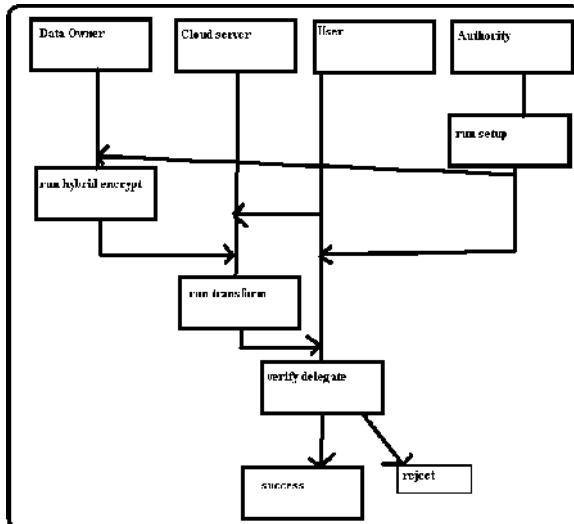 Data Owner
Cloud server
User
Authority
run setup
run hybrid encrypt
run transform
verify delegate
success
reject